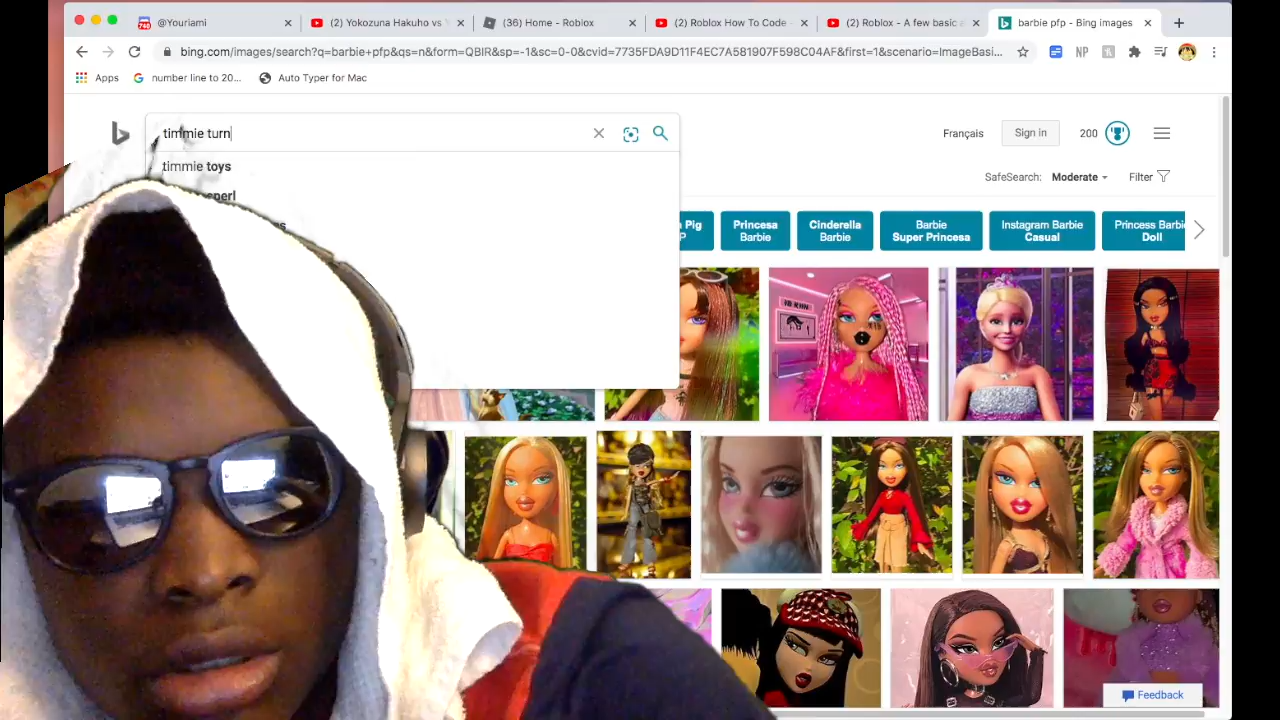 740
@Youriami
(2) Yokozuna Hakuho vs
(36) Home - Roblox
(2) Roblox How To Code -
(2) Roblox - A few basic a
barbie pfp - Bing images
bing.com/images/search?q=barbie+pfp&qs=n&form=QBIR&sp=-1&sc=0-0&cvid=7735FDA9D11F4EC7A581907F598C04AF&first=1&scenario=ImageBasi...
NP
Apps
number line to 20...
Auto Typer for Mac
timmie turn
Français
Sign in
200
timmie toys
perl
SafeSearch: Moderate
Filter
Pig
Princesa
Barbie
Cinderella
Barbie
Barbie
Super Princesa
Instagram Barbie
Casual
Princess Barbie
Doll
Feedback